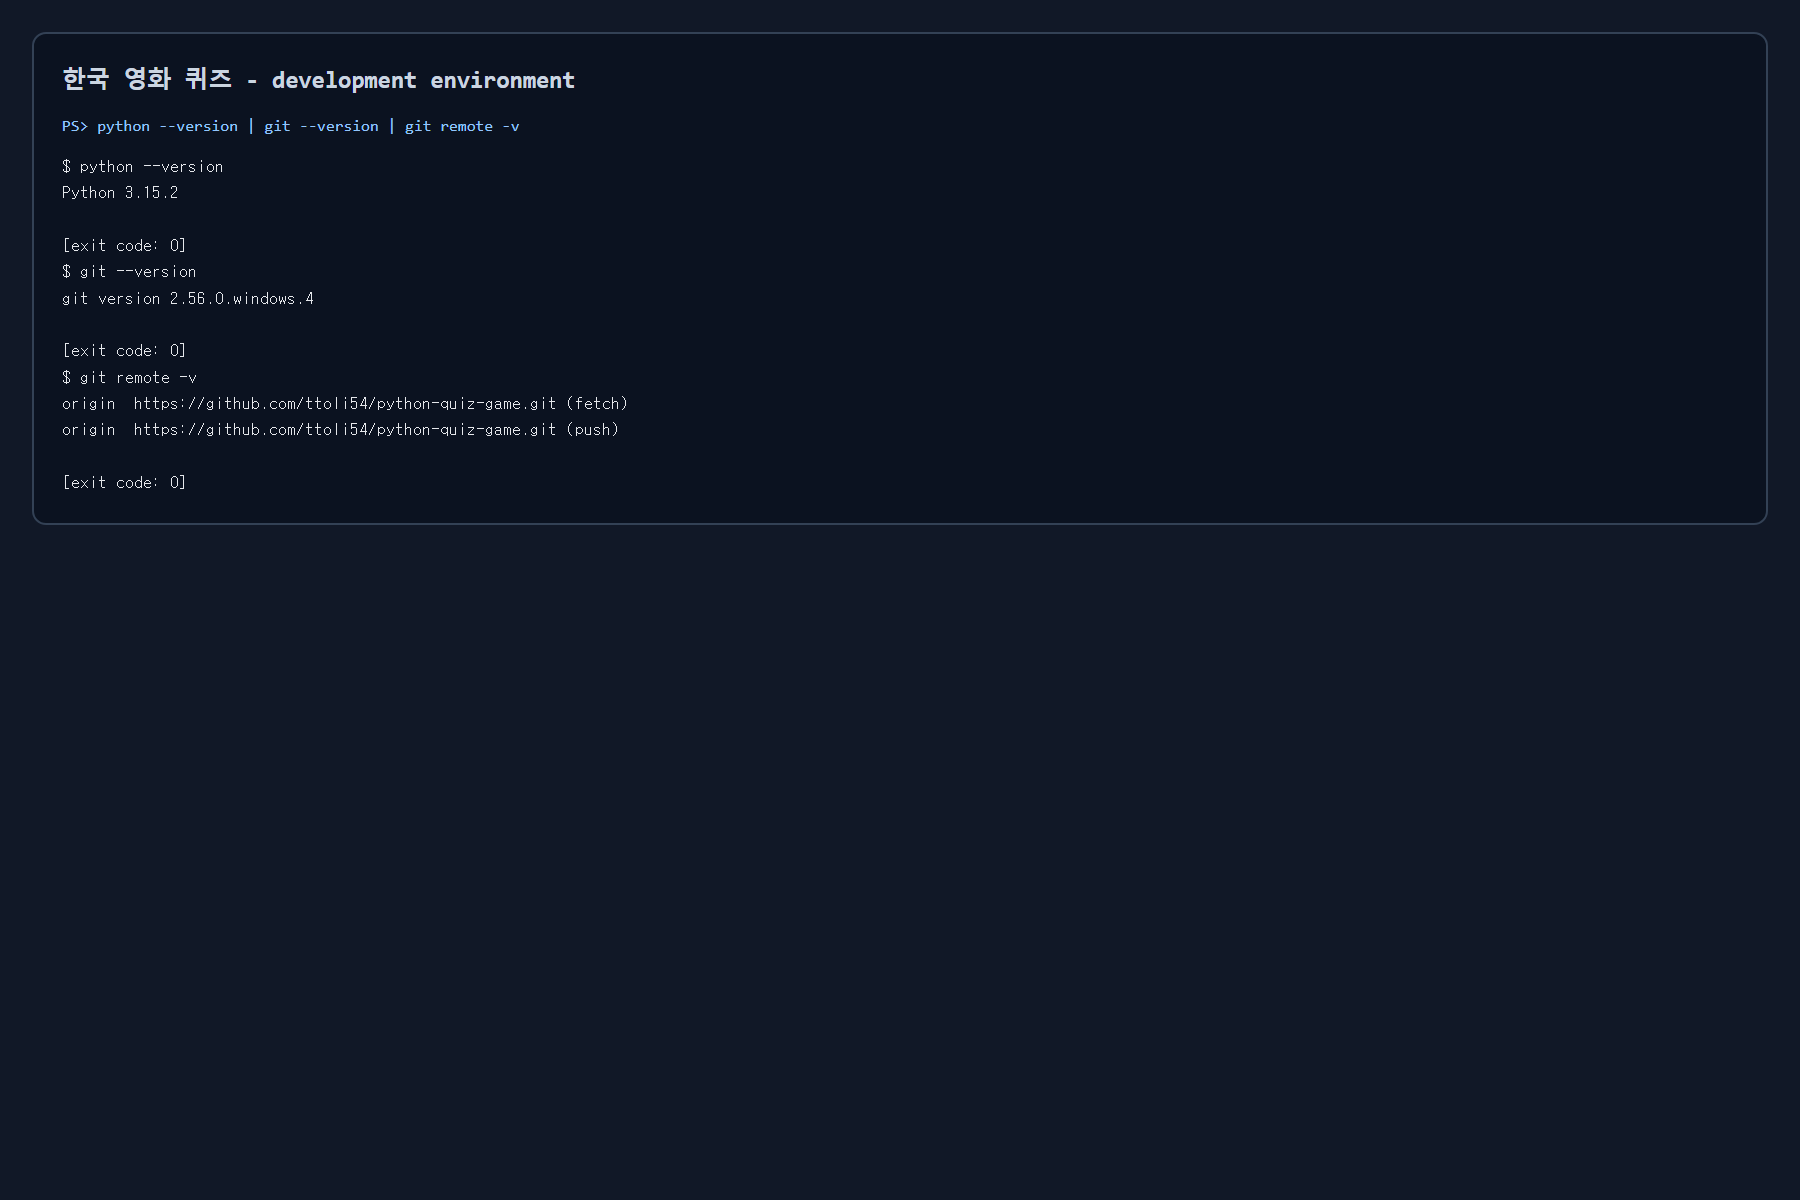 한국 영화 퀴즈 - development environment
PS> python --version | git --version | git remote -v
$ python --version
Python 3.15.2
[exit code: 0]
$ git --version
git version 2.56.0.windows.4
[exit code: 0]
$ git remote -v
origin  https://github.com/ttoli54/python-quiz-game.git (fetch)
origin  https://github.com/ttoli54/python-quiz-game.git (push)
[exit code: 0]